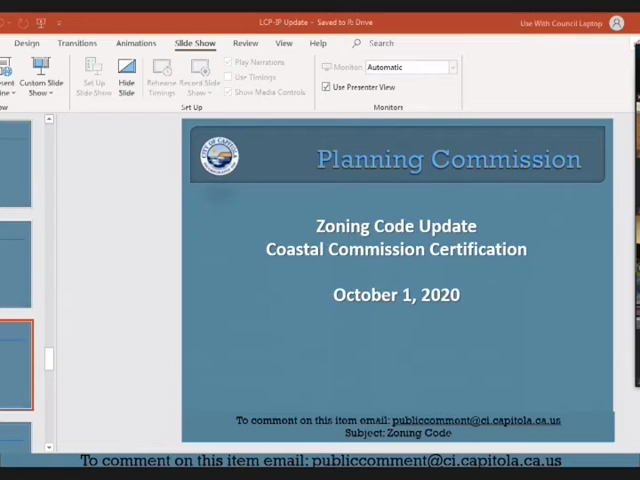 LCP-IP Update - Saved to Drive
Use With Council Laptop
Design Transitions Animations Slide Show Review View Help Search
Custom Slide
Show
Set Up
Slide Show
Hide
Slide
Rehearse
Timings
Record Slide
Show
Play Narrations
Use Timings
Show Media Controls
Set Up
Monitor: Automatic
Use Presenter View
Monitors
CITY OF CAPITOLA
Planning Commission
Zoning Code Update
Coastal Commission Certification
October 1, 2020
To comment on this item email: publiccomment@ci.capitola.ca.us
Subject: Zoning Code
To comment on this item email: publiccomment@ci.capitola.ca.us